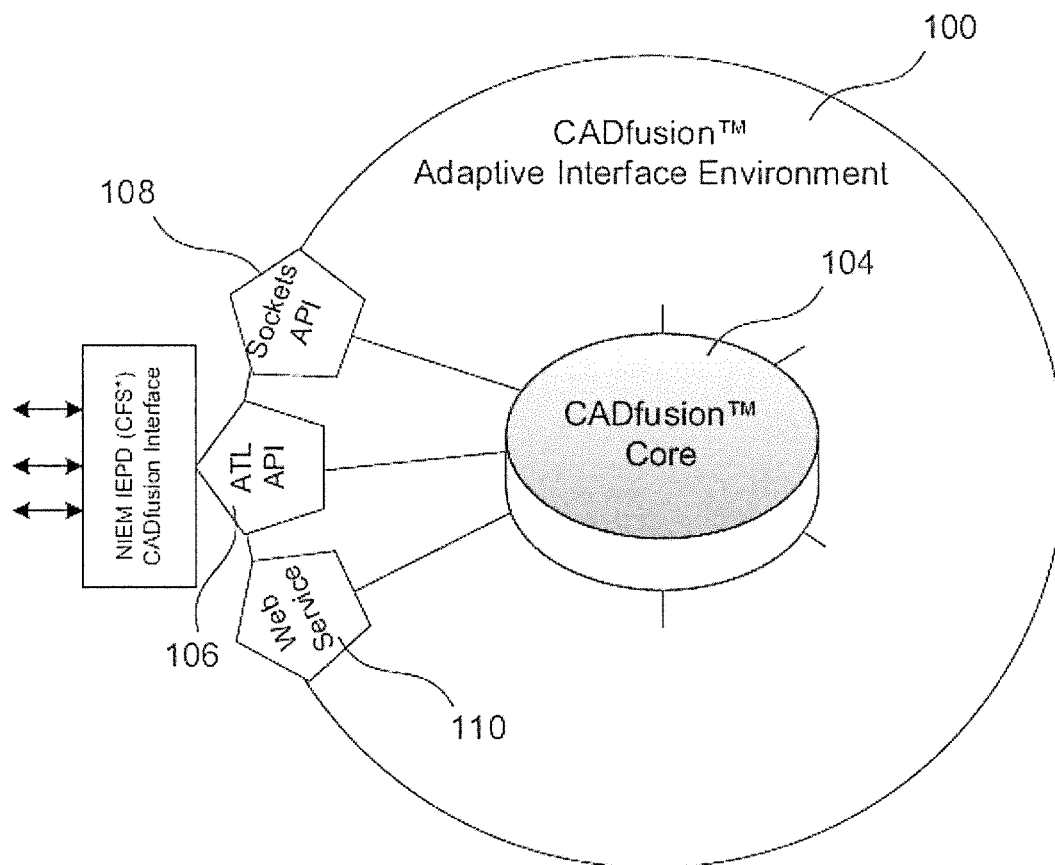 100
CADfusion™
Adaptive Interface Environment
108
Sockets
API
104
CADfusion™
Core
NIEM IEPD (CFS*)
CADfusion Interface
ATL
API
Web
Service
106
110